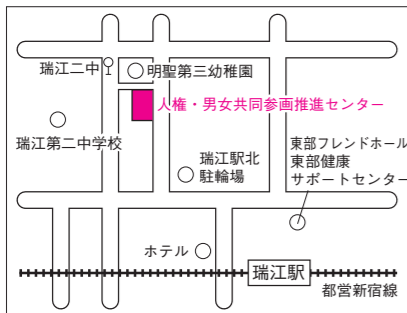 瑞江二中
明聖第三幼稚園
人権・男女共同参画推進センター
瑞江第二中学校
瑞江駅北
駐輪場
東部フレンドホール
東部健康
サポートセンター
ホテル
瑞江駅
都営新宿線